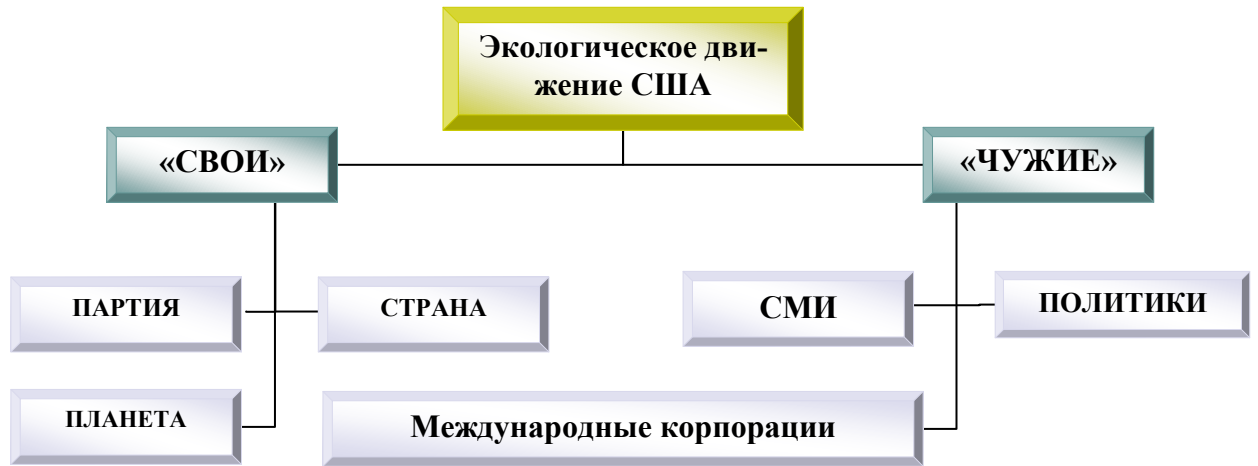 Экологическое дви-
жение США
«СВОИ»
«ЧУЖИЕ»
ПАРТИЯ
СТРАНА
СМИ
ПОЛИТИКИ
ПЛАНЕТА
Международные корпорации